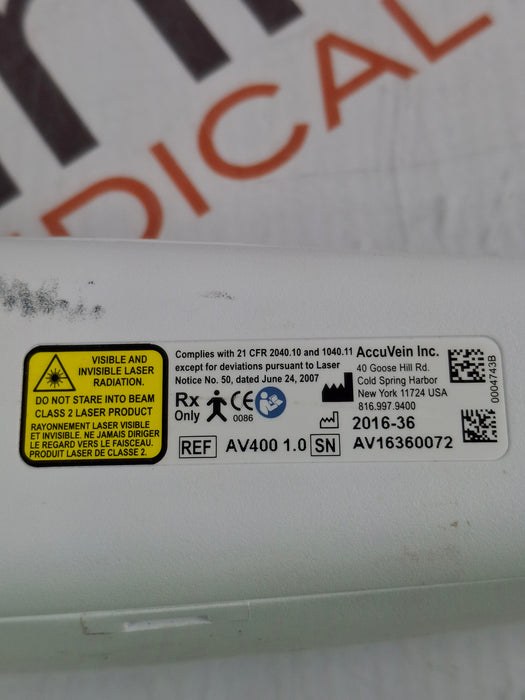 DICAL
VISIBLE AND
INVISIBLE LASER
RADIATION.
DO NOT STARE INTO BEAM
CLASS 2 LASER PRODUCT
RAYONNEMENT LASER VISIBLE
ET INVISIBLE. NE JAMAIS DIRIGER
LE REGARD VERS LE FAISCEAU.
PRODUIT LASER DE CLASSE 2.
Complies with 21 CFR 2040.10 and 1040.11
except for deviations pursuant to Laser
Notice No. 50, dated June 24, 2007
Rx
Only
CE
0086
AccuVein Inc.
40 Goose Hill Rd.
Cold Spring Harbor
New York 11724 USA
816.997.9400
2016-36
REF AV400 1.0 SN AV16360072
0004743B